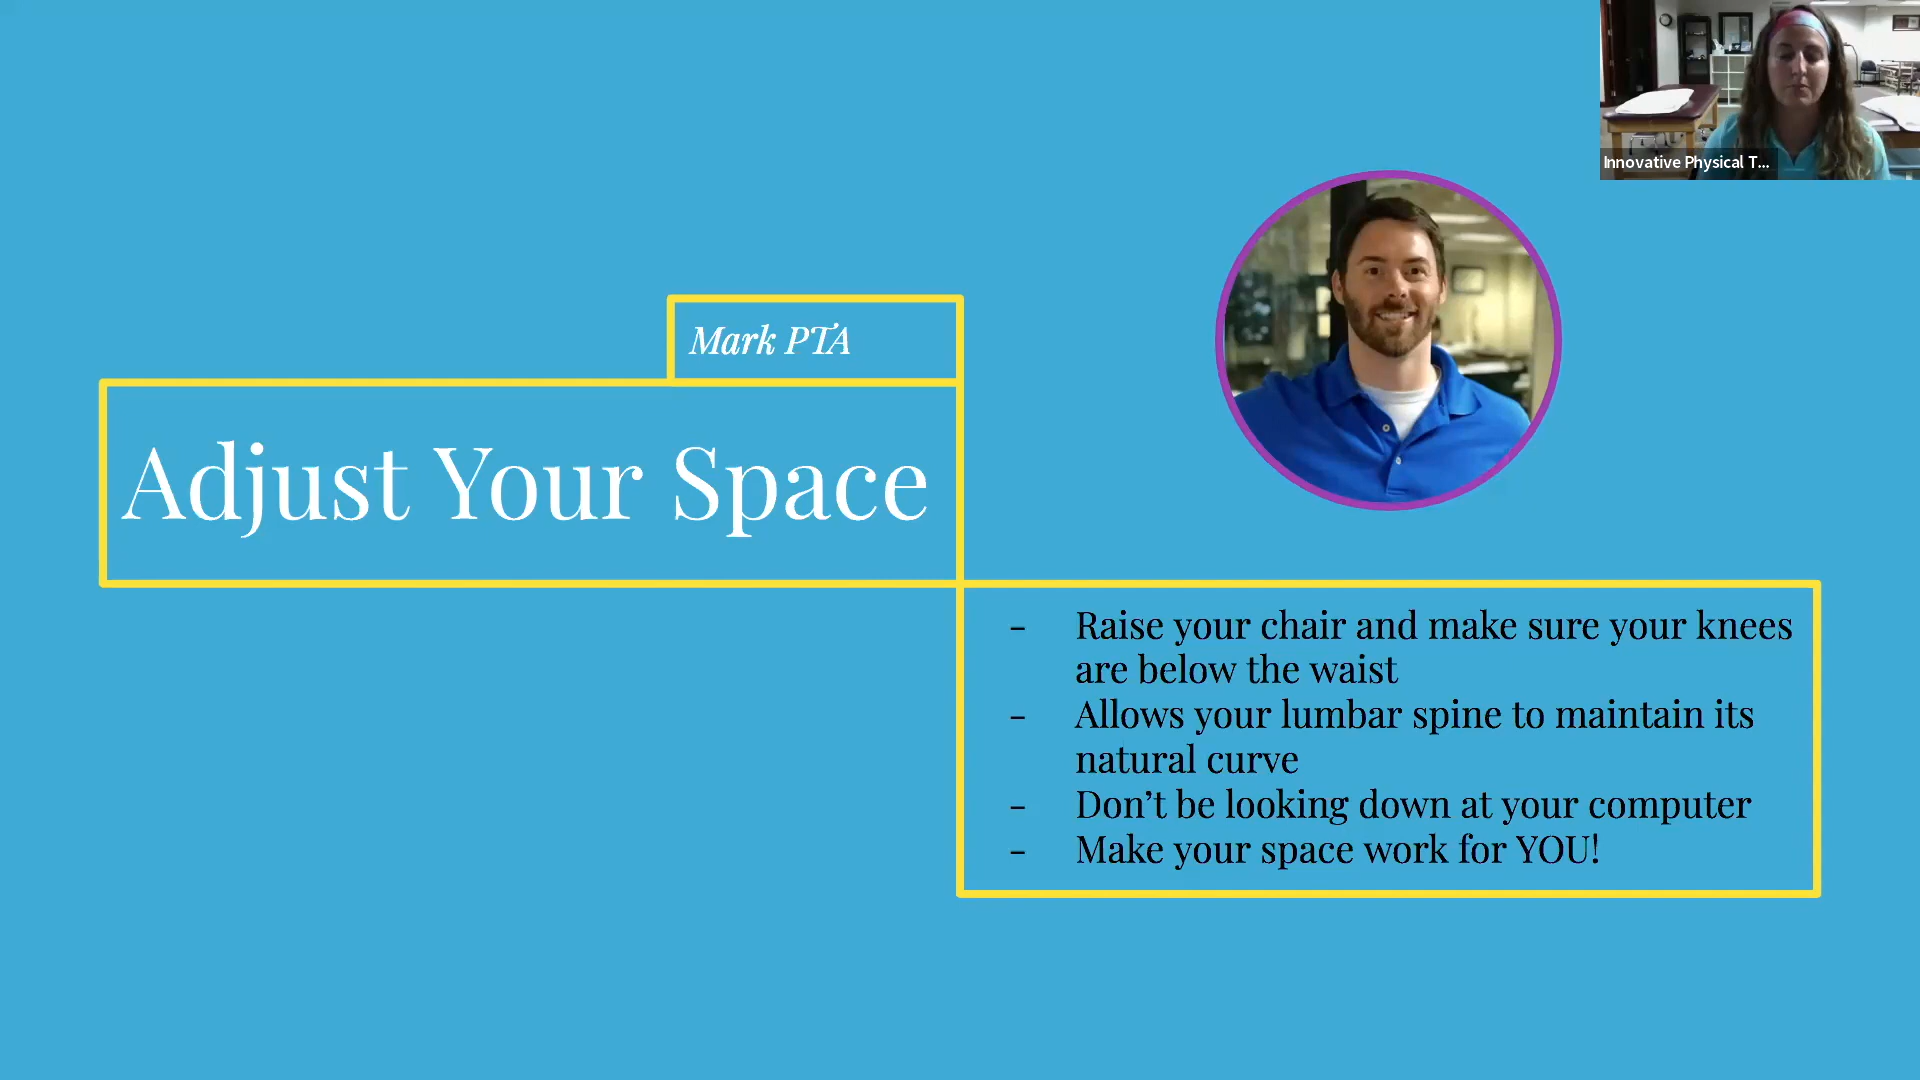 Innovative Physical T...
Mark PTA
Adjust Your Space
- Raise your chair and make sure your knees
are below the waist
- Allows your lumbar spine to maintain its
natural curve
- Don’t be looking down at your computer
- Make your space work for YOU!